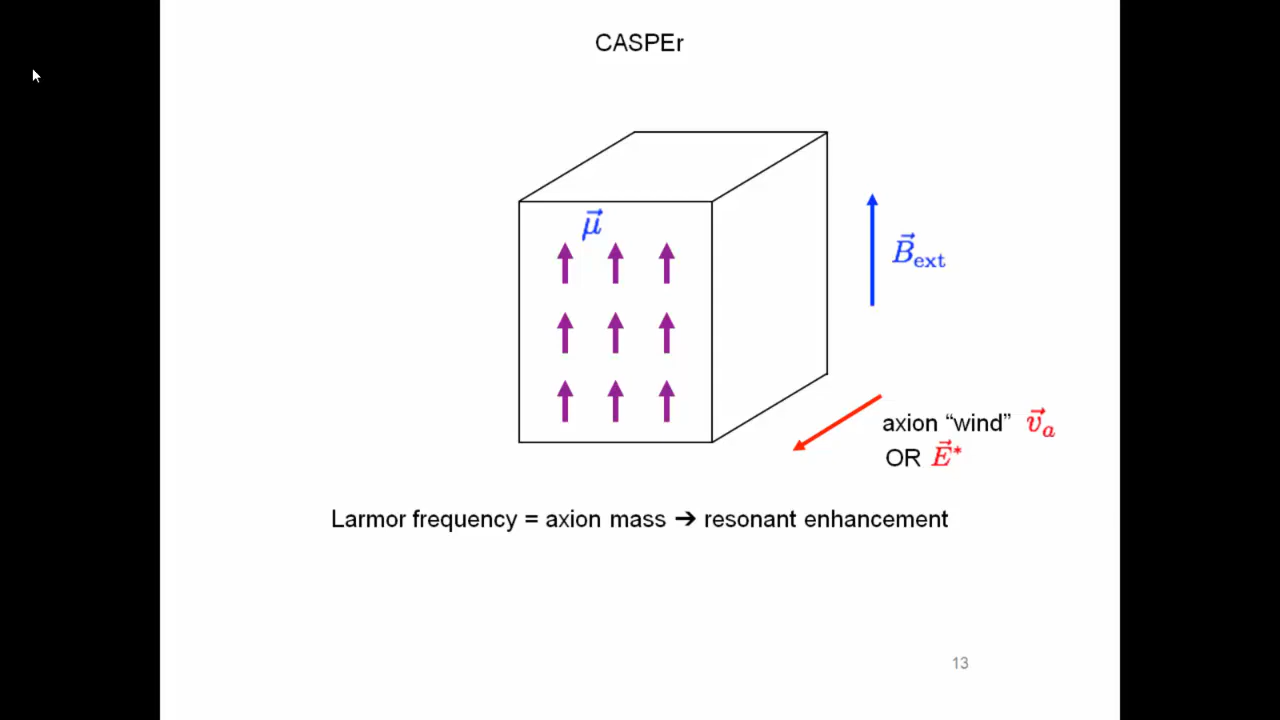 CASPEr
μ⃗
B⃗ext
axion “wind” v⃗a
OR E⃗*
Larmor frequency = axion mass ➔ resonant enhancement
13